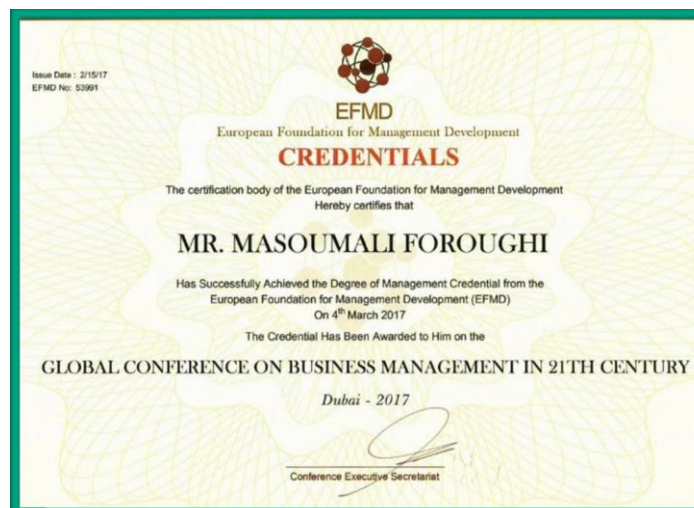 Issue Date : 2/15/17
EFMD No: 53991
EFMD
European Foundation for Management Development
CREDENTIALS
The certification body of the European Foundation for Management Development
Hereby certifies that
MR. MASOUMALI FOROUGHI
Has Successfully Achieved the Degree of Management Credential from the
European Foundation for Management Development (EFMD)
On 4th March 2017
The Credential Has Been Awarded to Him on the
GLOBAL CONFERENCE ON BUSINESS MANAGEMENT IN 21TH CENTURY
Dubai - 2017
Conference Executive Secretariat